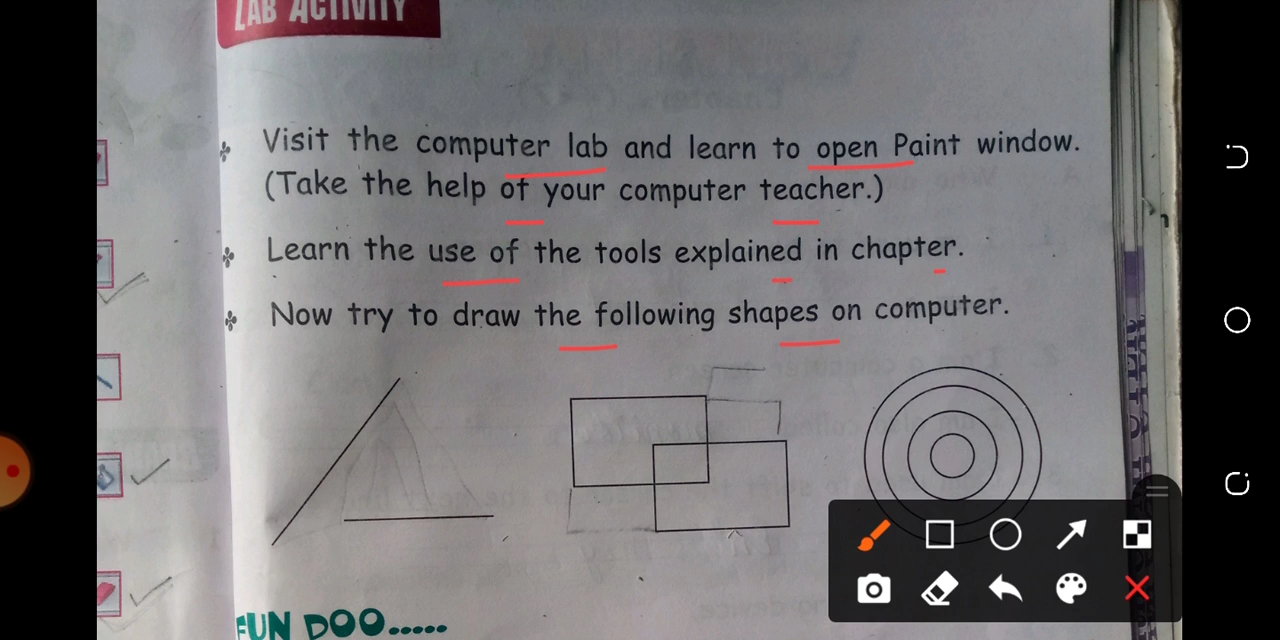 LAB ACTIVITY
Visit the computer lab and learn to open Paint window.
(Take the help of your computer teacher.)
Learn the use of the tools explained in chapter.
Now try to draw the following shapes on computer.
FUN DOO.....